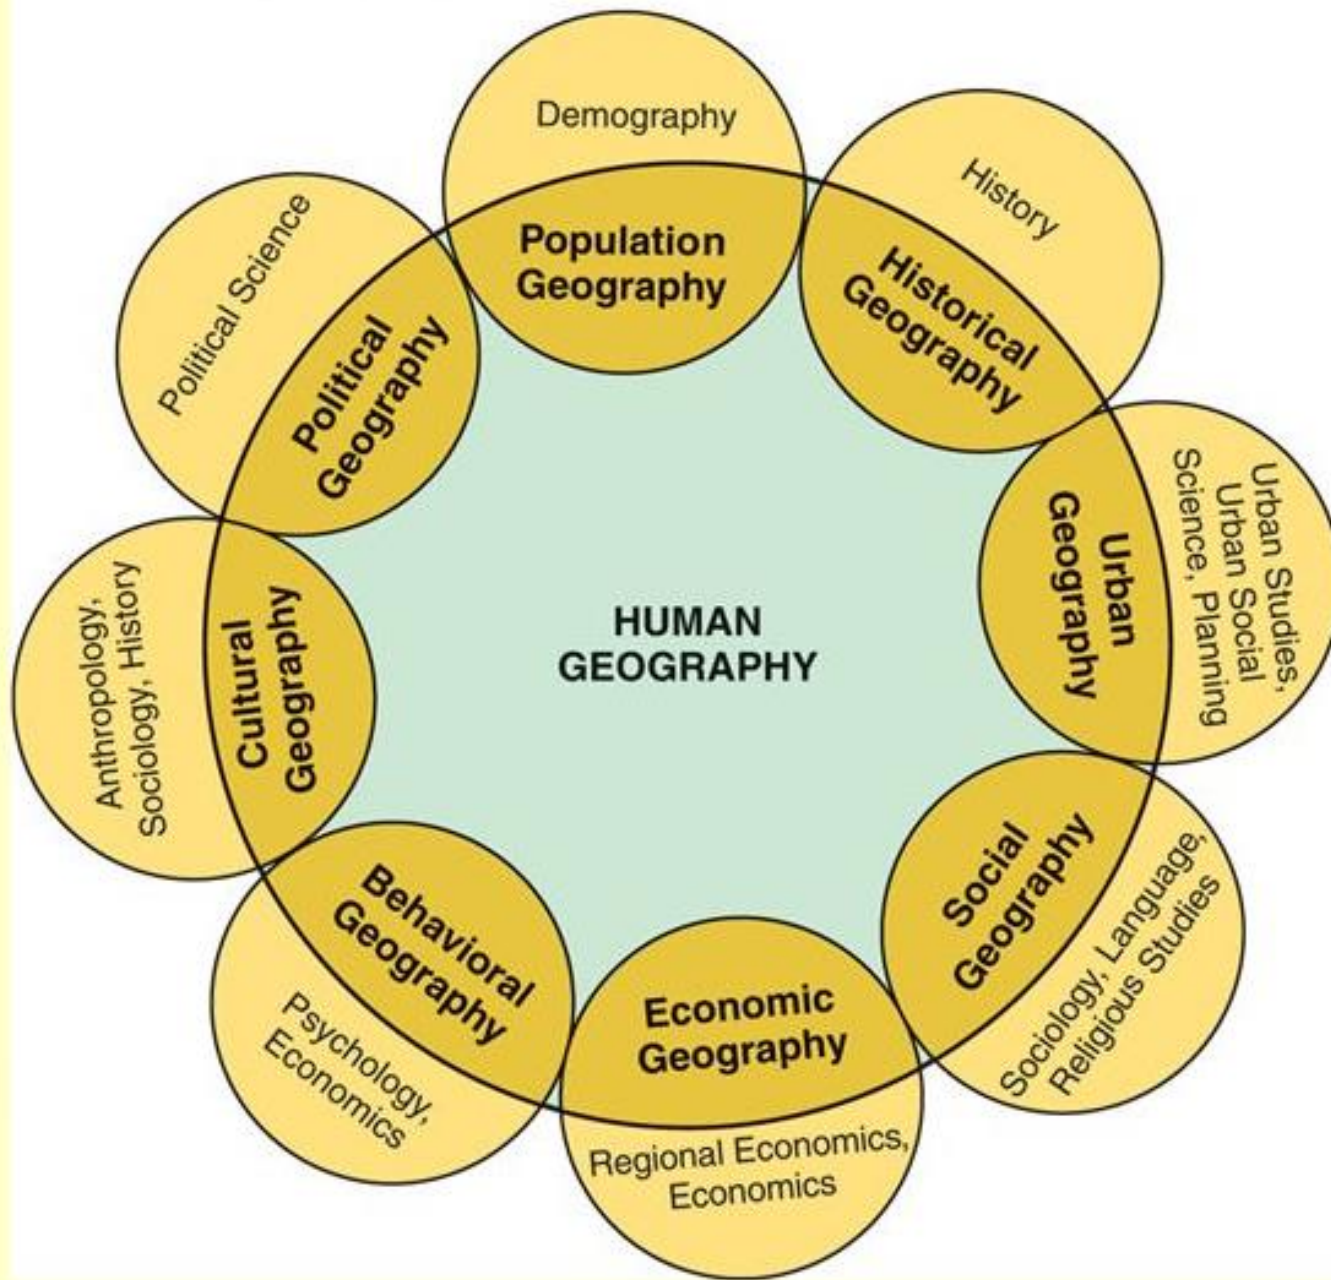 Demography
Population
Geography
History
Historical
Geography
Urban Studies,
Urban Social
Science, Planning
Urban
Geography
Social
Geography
Sociology, Language,
Religious Studies
Economic
Geography
Regional Economics,
Economics
Behavioral
Geography
Psychology,
Economics
Cultural
Geography
Anthropology,
Sociology, History
Political Science
Political
Geography
HUMAN
GEOGRAPHY